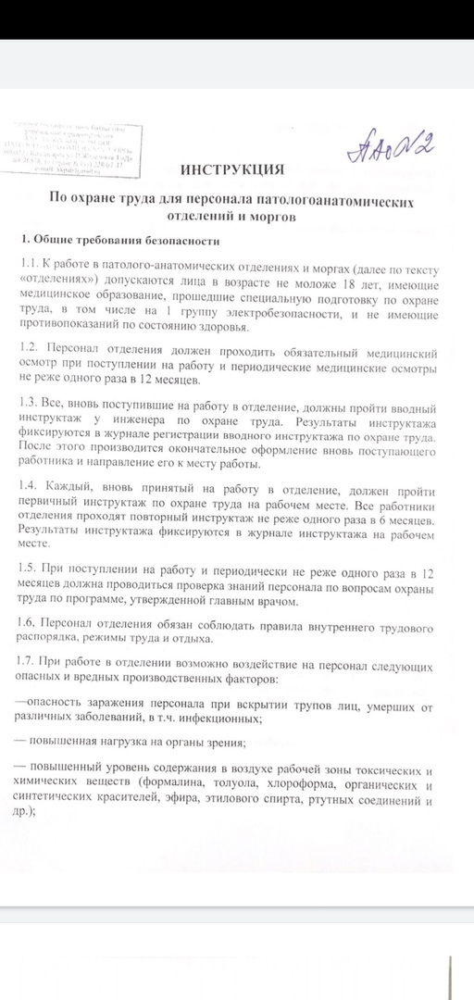 ПАО№2
ИНСТРУКЦИЯ
По охране труда для персонала патологоанатомических
отделений и моргов
1. Общие требования безопасности
1.1. К работе в патолого-анатомических отделениях и моргах (далее по тексту
«отделениях») допускаются лица в возрасте не моложе 18 лет, имеющие
медицинское образование, прошедшие специальную подготовку по охране
труда, в том числе на 1 группу электробезопасности, и не имеющие
противопоказаний по состоянию здоровья.
1.2. Персонал отделения должен проходить обязательный медицинский
осмотр при поступлении на работу и периодические медицинские осмотры
не реже одного раза в 12 месяцев.
1.3. Все, вновь поступившие на работу в отделение, должны пройти вводный
инструктаж у инженера по охране труда. Результаты инструктажа
фиксируются в журнале регистрации вводного инструктажа по охране труда.
После этого производится окончательное оформление вновь поступающего
работника и направление его к месту работы.
1.4. Каждый, вновь принятый на работу в отделение, должен пройти
первичный инструктаж по охране труда на рабочем месте. Все работники
отделения проходят повторный инструктаж не реже одного раза в 6 месяцев.
Результаты инструктажа фиксируются в журнале инструктажа на рабочем
месте.
1.5. При поступлении на работу и периодически не реже одного раза в 12
месяцев должна проводиться проверка знаний персонала по вопросам охраны
труда по программе, утвержденной главным врачом.
1.6, Персонал отделения обязан соблюдать правила внутреннего трудового
распорядка, режимы труда и отдыха.
1.7. При работе в отделении возможно воздействие на персонал следующих
опасных и вредных производственных факторов:
—опасность заражения персонала при вскрытии трупов лиц, умерших от
различных заболеваний, в т.ч. инфекционных;
— повышенная нагрузка на органы зрения;
— повышенный уровень содержания в воздухе рабочей зоны токсических и
химических веществ (формалина, толуола, хлороформа, органических и
синтетических красителей, эфира, этилового спирта, ртутных соединений и
др.);